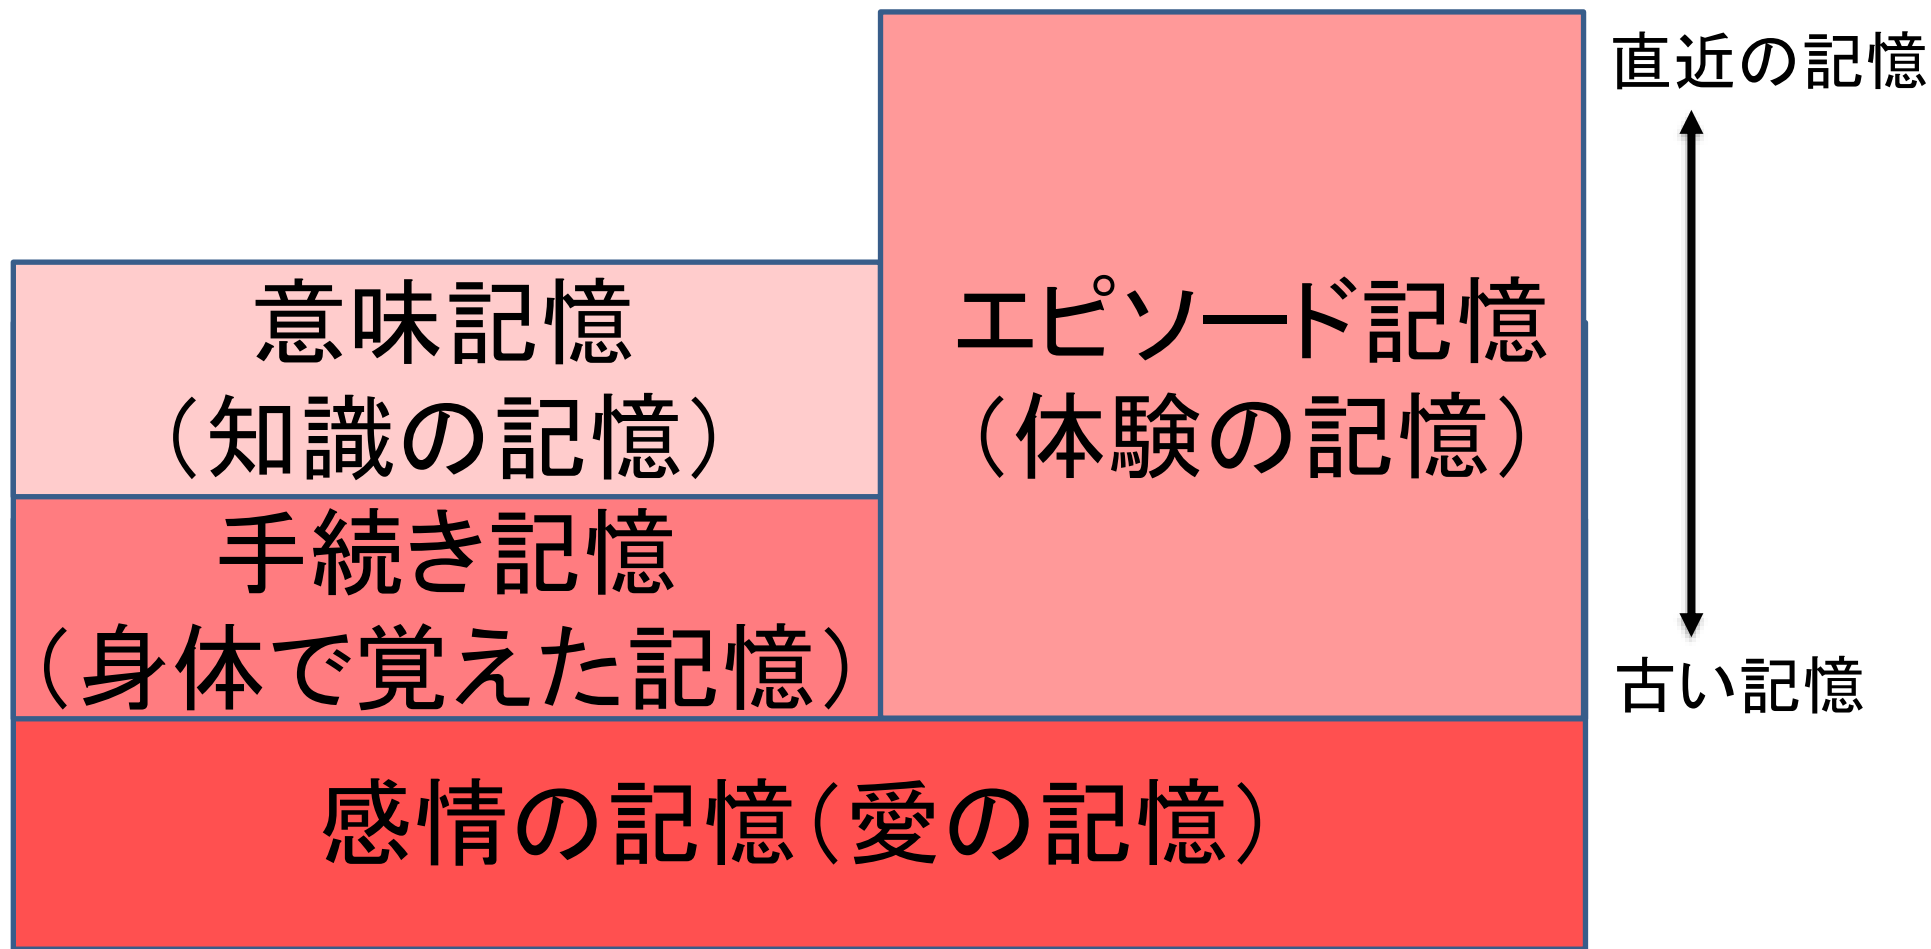 意味記憶
（知識の記憶）
手続き記憶
（身体で覚えた記憶）
エピソード記憶
（体験の記憶）
感情の記憶（愛の記憶）
直近の記憶
古い記憶